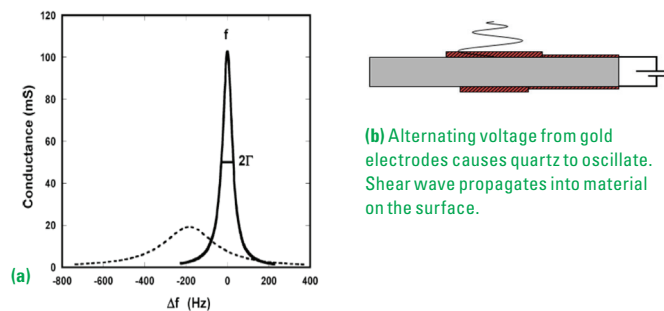 120
100
80
60
40
20
0
Conductance (mS)
f
2Γ
(a)
-800 -600 -400 -200 0 200 400
Δf (Hz)
(b) Alternating voltage from gold
electrodes causes quartz to oscillate.
Shear wave propagates into material
on the surface.